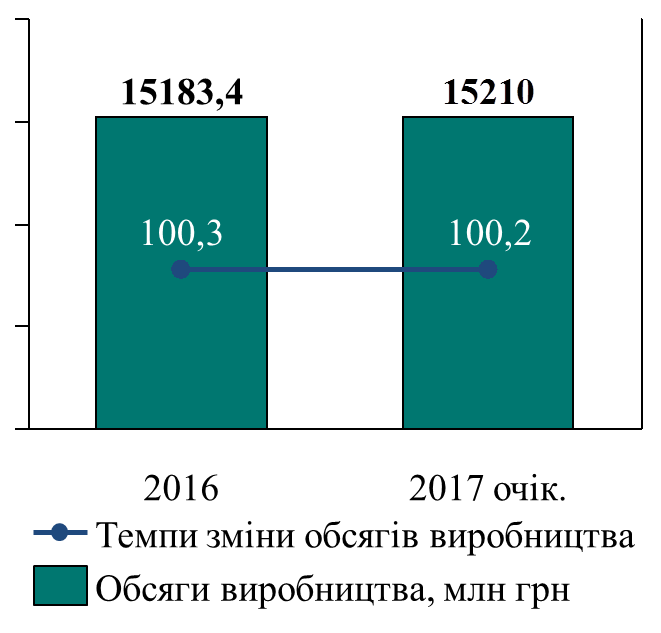 15183,4 15210
100,3 100,2
2016 2017 очік.
Темпи зміни обсягів виробництва
Обсяги виробництва, млн грн